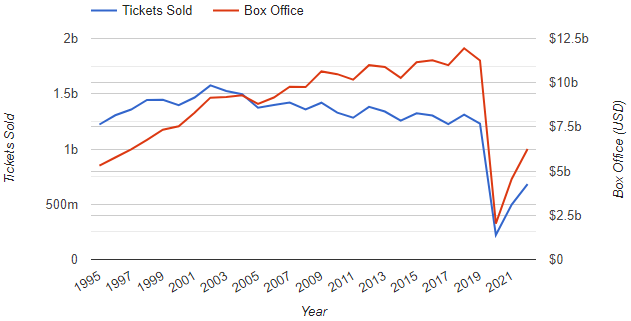 Tickets Sold Box Office
2b $12.5b
1.5b $10b
1b $7.5b
500m $5b
0 $2.5b
$0
Tickets Sold
Box Office (USD)
1995 1997 1999 2001 2003 2005 2007 2009 2011 2013 2015 2017 2019 2021
Year